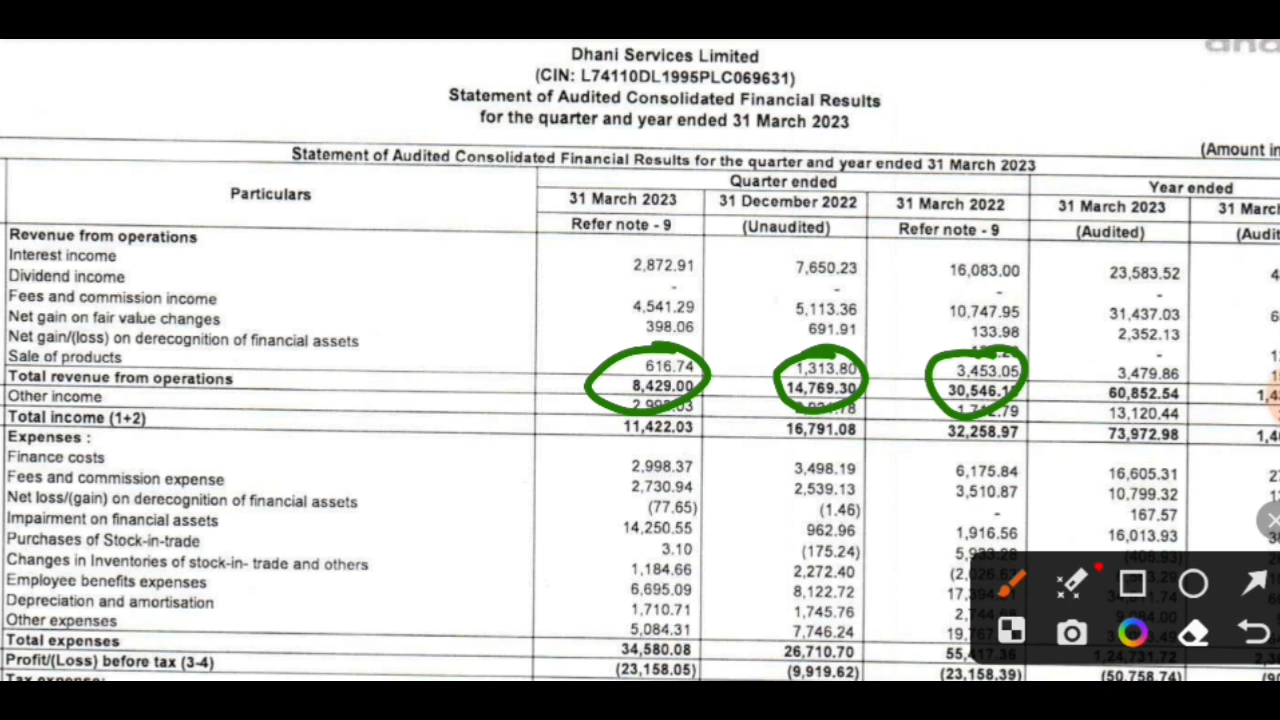 Dhani Services Limited
(CIN: L74110DL1995PLC069631)
Statement of Audited Consolidated Financial Results
for the quarter and year ended 31 March 2023
(Amount in
Statement of Audited Consolidated Financial Results for the quarter and year ended 31 March 2023
Particulars Quarter ended Year ended
31 March 2023 31 December 2022 31 March 2022 31 March 2023 31
Refer note - 9 (Unaudited) Refer note - 9 (Audited)
Revenue from operations
Interest income 2,872.91 7,650.23 16,083.00 23,583.52
Dividend income - - - -
Fees and commission income 4,541.29 5,113.36 10,747.95 31,437.03
Net gain on fair value changes 398.06 691.91 133.98 2,352.13
Net gain/(loss) on derecognition of financial assets -
Sale of products 616.74 1,313.80 3,453.05 3,479.86
Total revenue from operations 8,429.00 14,769.30 60,852.54
Other income 13,120.44
Total income (1+2) 11,422.03 16,791.08 32,258.97 73,972.98
Expenses :
Finance costs 2,998.37 3,498.19 6,175.84 16,605.31
Fees and commission expense 2,730.94 2,539.13 3,510.87 10,799.32
Net loss/(gain) on derecognition of financial assets (77.65) (1.46) - 167.57
Impairment on financial assets 14,250.55 962.96 1,916.56 16,013.93
Purchases of Stock-in-trade 3.10 (175.24)
Changes in Inventories of stock-in- trade and others 1,184.66 2,272.40
Employee benefits expenses 6,695.09 8,122.72
Depreciation and amortisation 1,710.71 1,745.76
Other expenses 5,084.31 7,746.24
Total expenses 34,580.08 26,710.70 1,24,731.72
Profit/(Loss) before tax (3-4) (23,158.05) (9,919.62) (23,158.39) (50,758.74)
Tax expense: